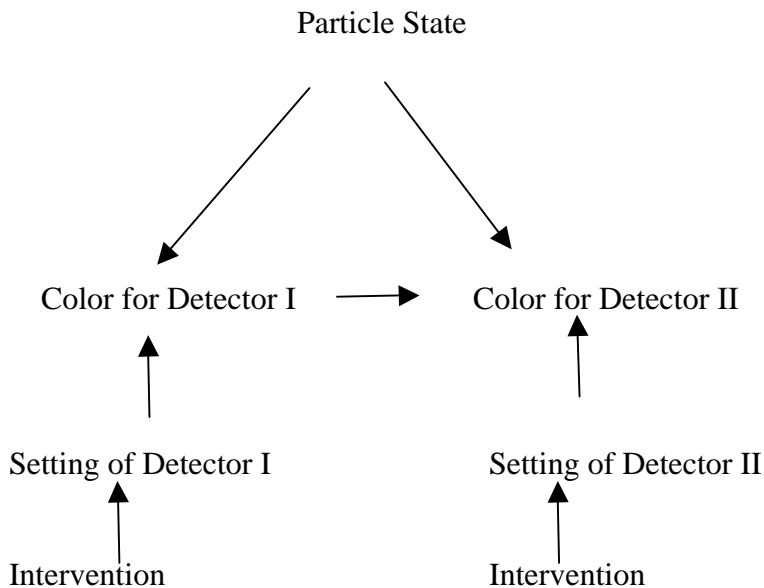 Particle State
Color for Detector I
Color for Detector II
Setting of Detector I
Setting of Detector II
Intervention
Intervention